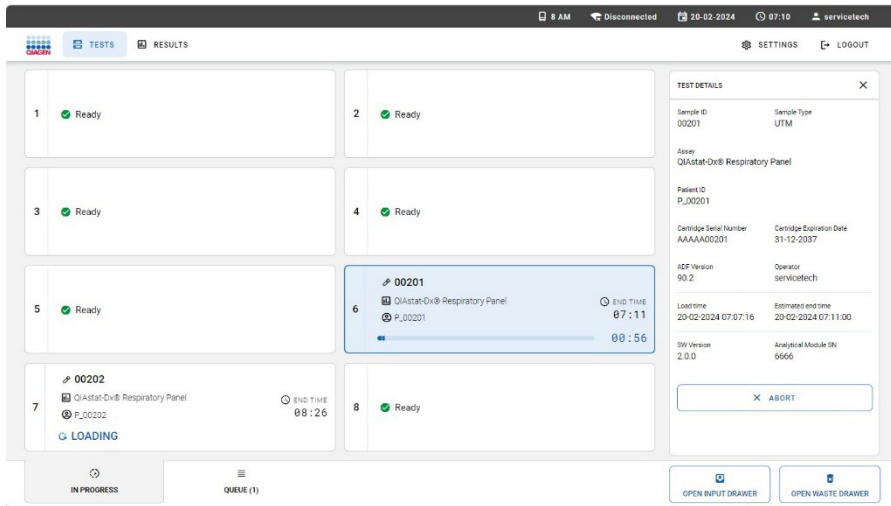 8 AM Disconnected 20-02-2024 07:10 servicetech
QIAGEN TESTS RESULTS SETTINGS LOGOUT
TEST DETAILS
1 Ready
2 Ready
Sample ID Sample Type
00201 UTM
Assay
QIAstat-Dx® Respiratory Panel
Patient ID
P_00201
3 Ready
4 Ready
Cartridge Serial Number Cartridge Expiration Date
AAAAA00201 31-12-2037
ADF Version Operator
90.2 servicetech
5 Ready
6
00201
QIAstat-Dx® Respiratory Panel
P_00201
END TIME
07:11
00:56
Load time Estimated end time
20-02-2024 07:07:16 20-02-2024 07:11:00
SW Version Analytical Module SN
2.0.0 6666
7
00202
QIAstat-Dx® Respiratory Panel
P_00202
END TIME
08:26
LOADING
8 Ready
ABORT
IN PROGRESS
QUEUE (1)
OPEN INPUT DRAWER
OPEN WASTE DRAWER